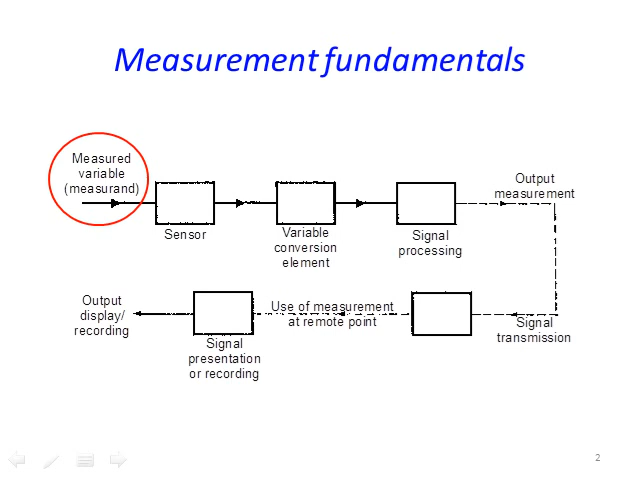 Measurement fundamentals
Measured
variable
(measurand)
Sensor
Variable
conversion
element
Signal
processing
Output
measurement
Output
display/
recording
Signal
presentation
or recording
Use of measurement
at remote point
Signal
transmission
2